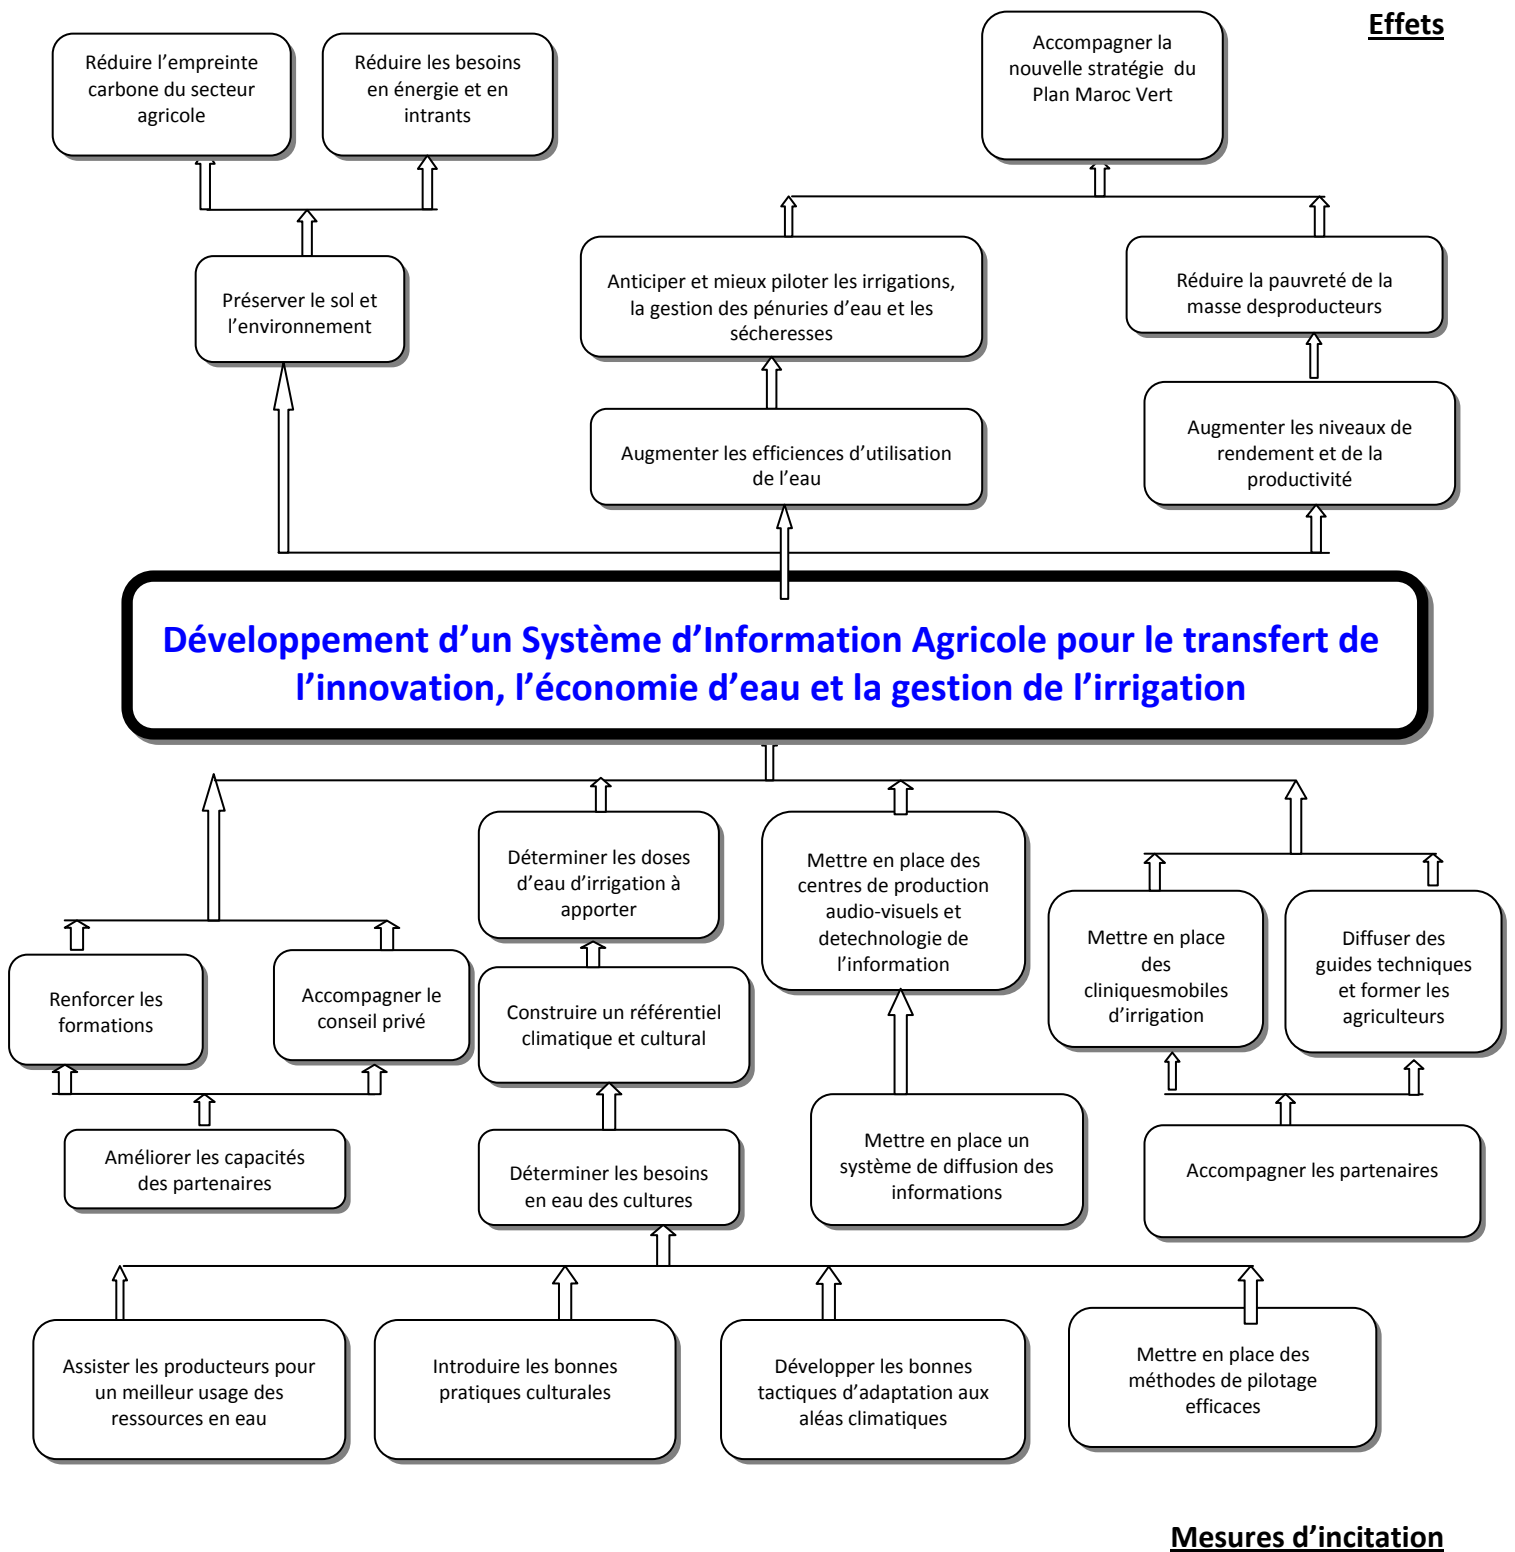 Effets
Réduire l’empreinte
carbone du secteur
agricole
Réduire les besoins
en énergie et en
intrants
Accompagner la
nouvelle stratégie du
Plan Maroc Vert
Préserver le sol et
l’environnement
Anticiper et mieux piloter les irrigations,
la gestion des pénuries d’eau et les
sécheresses
Réduire la pauvreté de la
masse desproducteurs
Augmenter les efficiences d’utilisation
de l’eau
Augmenter les niveaux de
rendement et de la
productivité
Développement d’un Système d’Information Agricole pour le transfert de
l’innovation, l’économie d’eau et la gestion de l’irrigation
Déterminer les doses
d’eau d’irrigation à
apporter
Mettre en place des
centres de production
audio-visuels et
detechnologie de
l’information
Mettre en place
des
cliniquesmobiles
d’irrigation
Diffuser des
guides techniques
et former les
agriculteurs
Renforcer les
formations
Accompagner le
conseil privé
Construire un référentiel
climatique et cultural
Améliorer les capacités
des partenaires
Déterminer les besoins
en eau des cultures
Mettre en place un
système de diffusion des
informations
Accompagner les partenaires
Assister les producteurs pour
un meilleur usage des
ressources en eau
Introduire les bonnes
pratiques culturales
Développer les bonnes
tactiques d’adaptation aux
aléas climatiques
Mettre en place des
méthodes de pilotage
efficaces
Mesures d’incitation